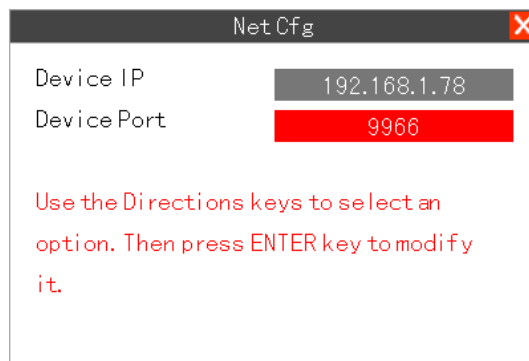 Net Cfg
Device IP 192.168.1.78
Device Port 9966
Use the Directions keys to select an
option. Then press ENTER key to modify
it.